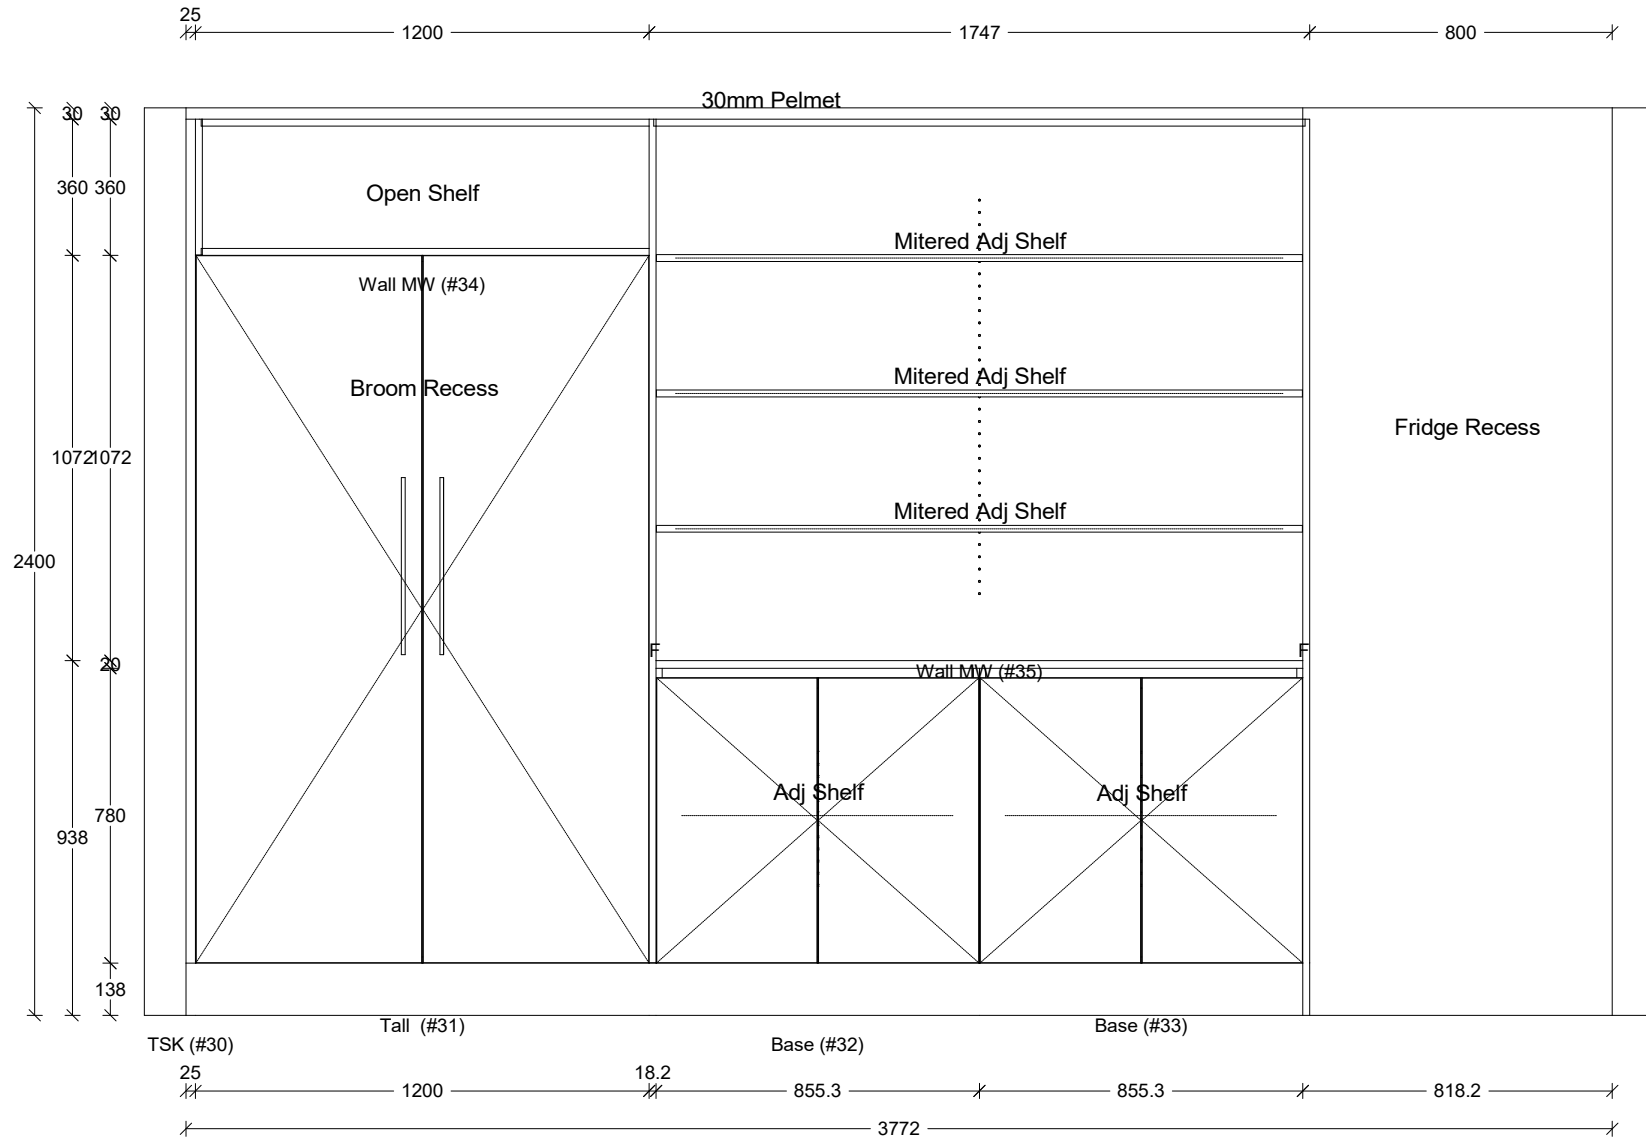 25
1200
1747
800
30mm Pelmet
30 30
360 360
Open Shelf
Mitered Adj Shelf
Wall MW (#34)
Broom Recess
Mitered Adj Shelf
Fridge Recess
1072 1072
Mitered Adj Shelf
2400
F F
20
Wall MW (#35)
Adj Shelf Adj Shelf
780
938
138
Tall (#31)
Base (#33)
TSK (#30)
Base (#32)
25
18.2
1200
855.3
855.3
818.2
3772